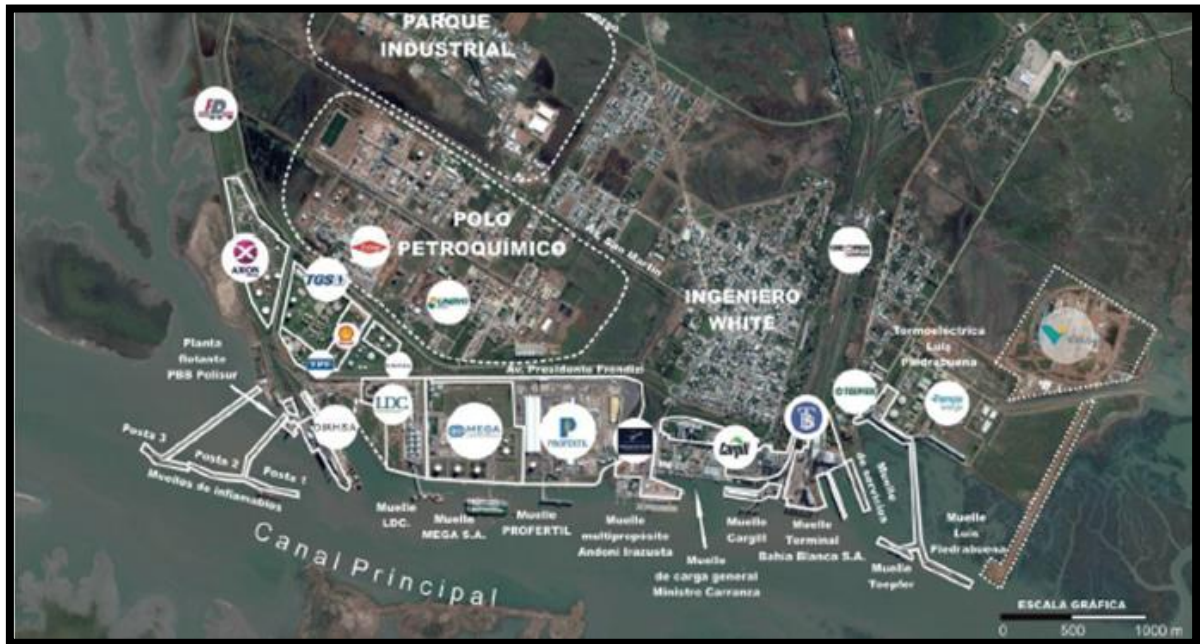 PARQUE
INDUSTRIAL
POLO
PETROQUÍMICO
AXION
TGS
Av. San Martín
INGENIERO
WHITE
Termoeléctrica
Luis
Piedrabuena
Planta
flotante
PBB Polisur
Av. Presidente Frondizi
LDC.
MEGA
PROFERTIL
Cargill
TBB
Pampa
Posta 3
Posta 2
Posta 1
Muelles de inflamables
Muelle
LDC.
Muelle
MEGA S.A.
Muelle
PROFERTIL
Muelle
multipropósito
Andoni Irazusta
Muelle
de carga general
Ministro Carranza
Muelle
Cargill
Muelle
Terminal
Bahía Blanca S.A.
Muelle
de servicios
Muelle
Toepfer
Muelle
Luis
Piedrabuena
Canal Principal
ESCALA GRÁFICA
0 500 1000 m